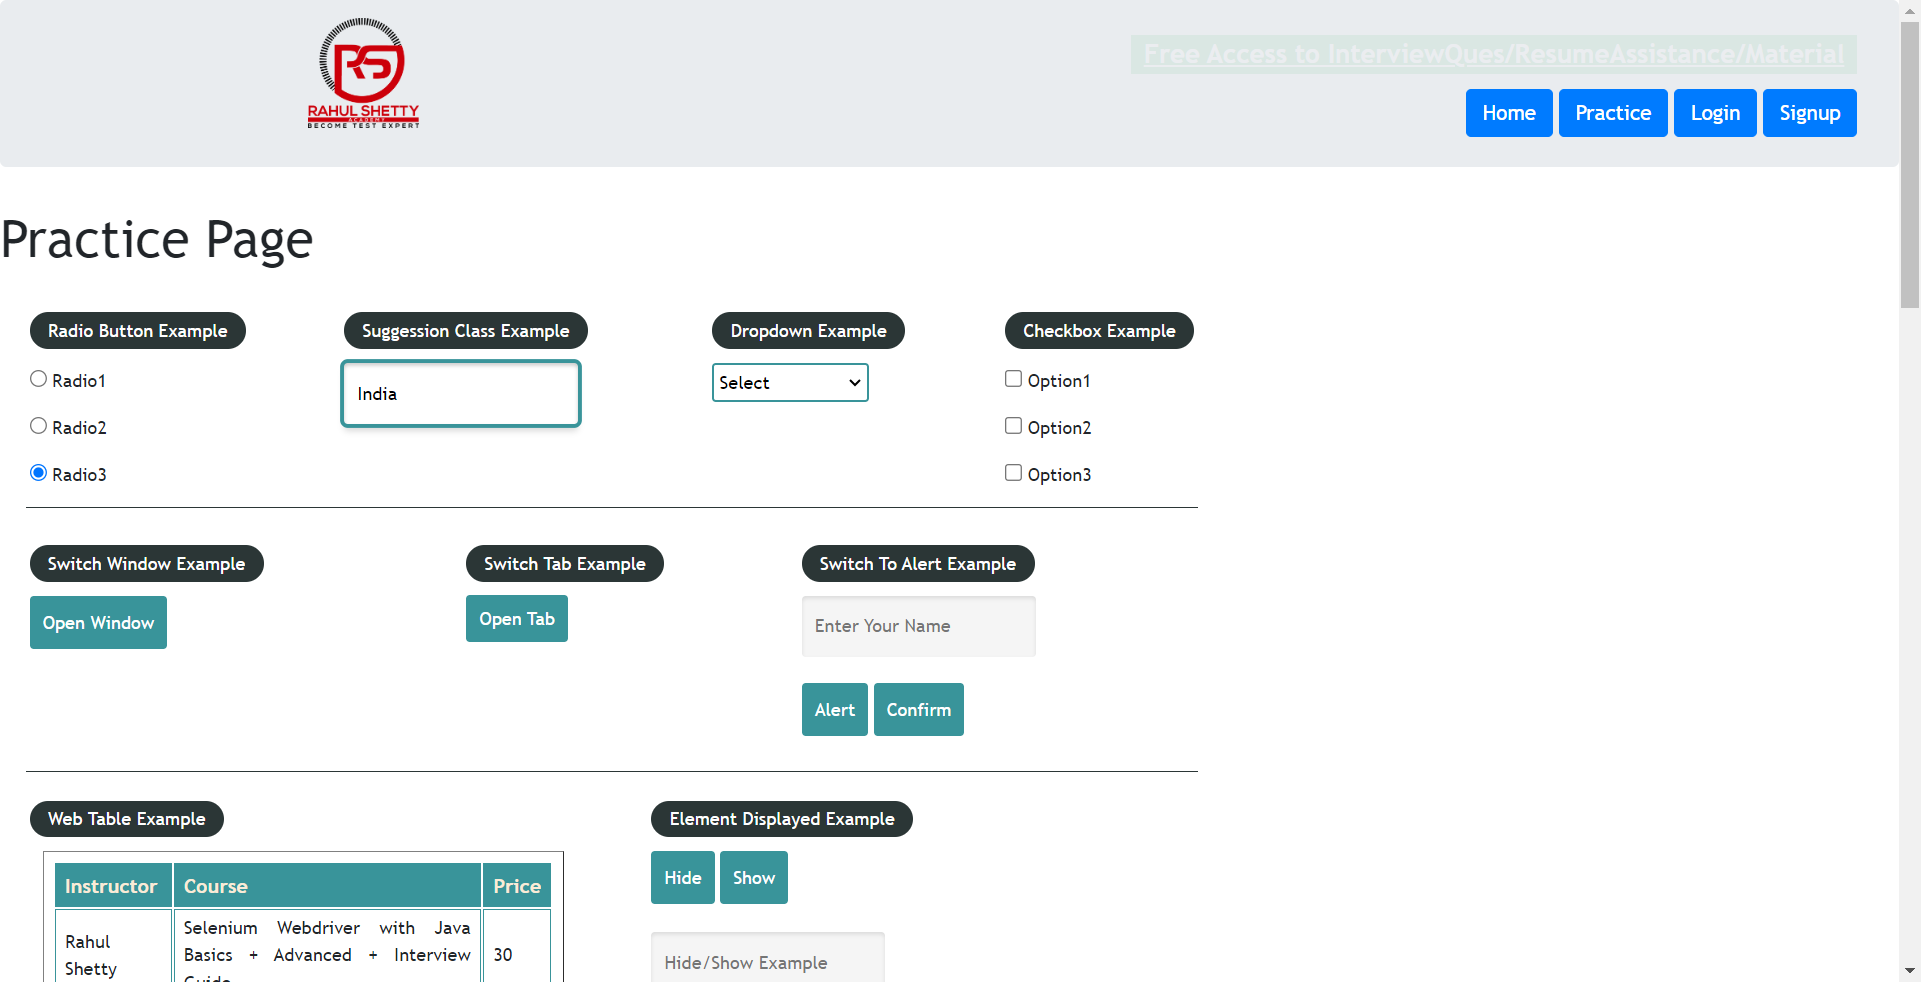 RAHUL SHETTY
ACADEMY
BECOME TEST EXPERT
Free Access to InterviewQues/ResumeAssistance/Material
Home Practice Login Signup
Practice Page
Radio Button Example
Suggession Class Example
Dropdown Example
Checkbox Example
Radio1
Radio2
Radio3
India
Select
Option1
Option2
Option3
Switch Window Example
Switch Tab Example
Switch To Alert Example
Open Window
Open Tab
Enter Your Name
Alert Confirm
Web Table Example
Element Displayed Example
Instructor Course Price
Rahul
Shetty
Selenium Webdriver with Java
Basics + Advanced + Interview
30
Hide Show
Hide/Show Example